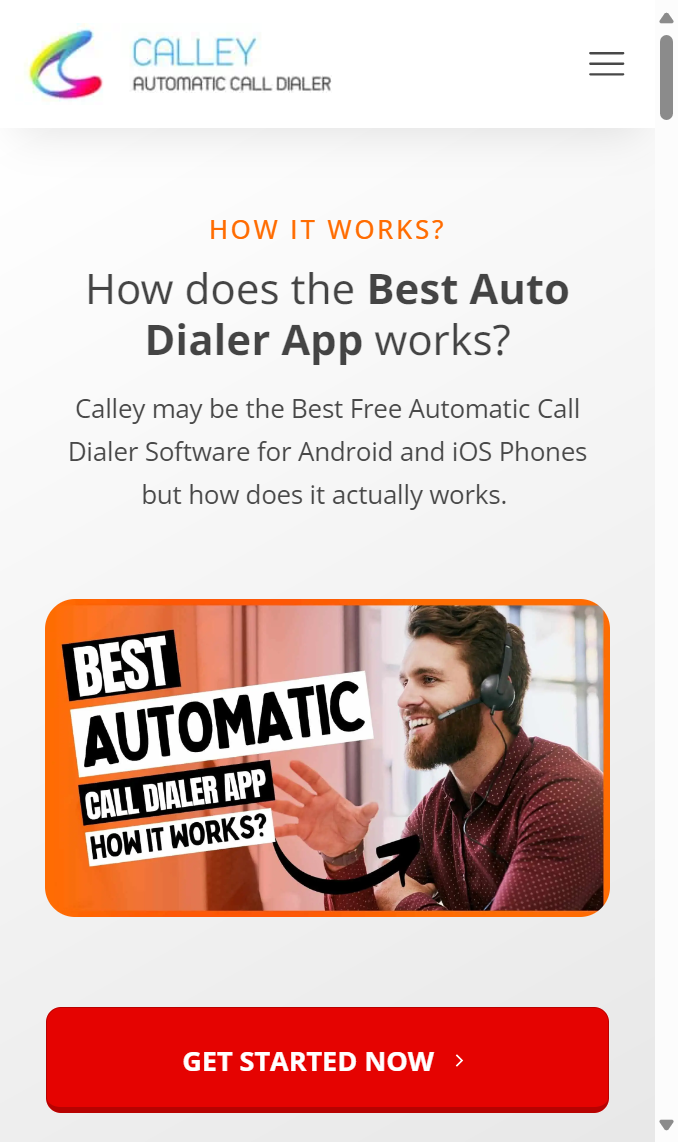 CALLEY
AUTOMATIC CALL DIALER
HOW IT WORKS?
How does the Best Auto
Dialer App works?
Calley may be the Best Free Automatic Call
Dialer Software for Android and iOS Phones
but how does it actually works.
BEST
AUTOMATIC
CALL DIALER APP
HOW IT WORKS?
GET STARTED NOW